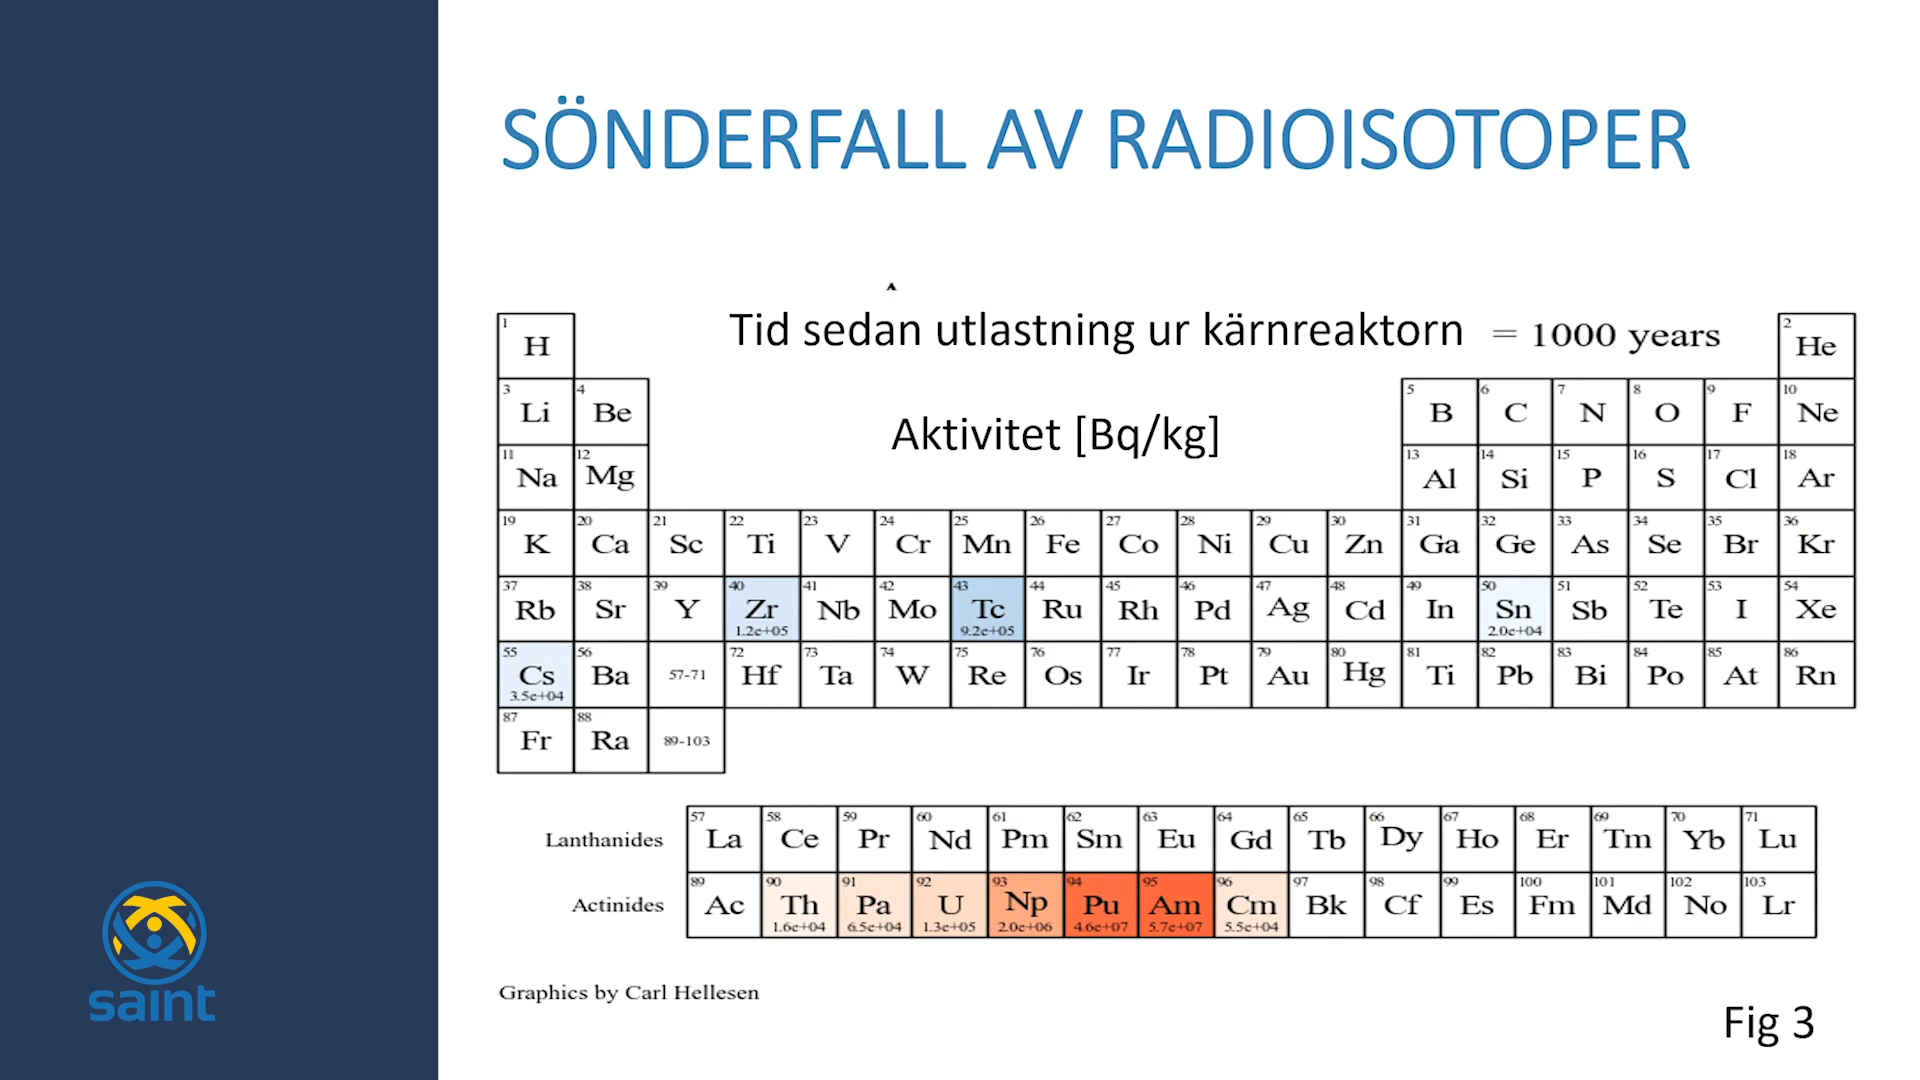 SÖNDERFALL AV RADIOISOTOPER
Tid sedan utlastning ur kärnreaktorn = 1000 years
Aktivitet [Bq/kg]
1 H 2 He
3 Li 4 Be 5 B 6 C 7 N 8 O 9 F 10 Ne
11 Na 12 Mg 13 Al 14 Si 15 P 16 S 17 Cl 18 Ar
19 K 20 Ca 21 Sc 22 Ti 23 V 24 Cr 25 Mn 26 Fe 27 Co 28 Ni 29 Cu 30 Zn 31 Ga 32 Ge 33 As 34 Se 35 Br 36 Kr
37 Rb 38 Sr 39 Y 40 Zr 1.2e+05 41 Nb 42 Mo 43 Tc 9.2e+05 44 Ru 45 Rh 46 Pd 47 Ag 48 Cd 49 In 50 Sn 2.0e+04 51 Sb 52 Te 53 I 54 Xe
55 Cs 3.5e+04 56 Ba 57-71 72 Hf 73 Ta 74 W 75 Re 76 Os 77 Ir 78 Pt 79 Au 80 Hg 81 Ti 82 Pb 83 Bi 84 Po 85 At 86 Rn
87 Fr 88 Ra 89-103
Lanthanides 57 La 58 Ce 59 Pr 60 Nd 61 Pm 62 Sm 63 Eu 64 Gd 65 Tb 66 Dy 67 Ho 68 Er 69 Tm 70 Yb 71 Lu
Actinides 89 Ac 90 Th 1.6e+04 91 Pa 6.5e+04 92 U 1.3e+05 93 Np 2.0e+06 94 Pu 4.6e+07 95 Am 5.7e+07 96 Cm 5.5e+04 97 Bk 98 Cf 99 Es 100 Fm 101 Md 102 No 103 Lr
Graphics by Carl Hellesen
Fig 3
saint